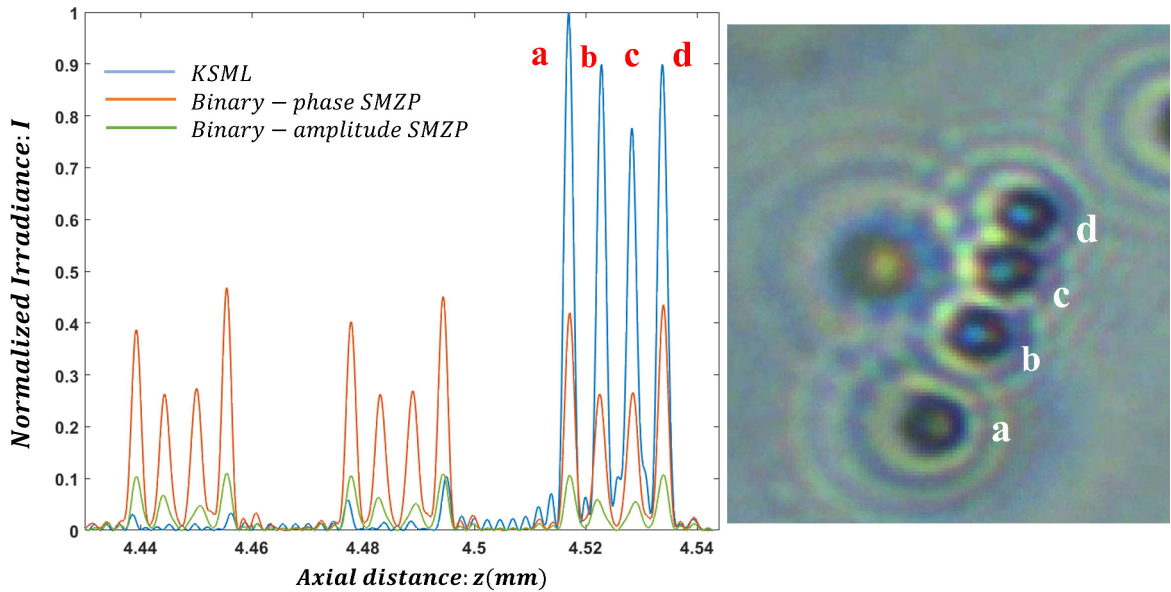 1
0.9
0.8
0.7
0.6
0.5
0.4
0.3
0.2
0.1
0
Normalized Irradiance: I
KSML
Binary − phase SMZP
Binary − amplitude SMZP
a b c d
4.44 4.46 4.48 4.5 4.52 4.54
Axial distance: z(mm)
d
c
b
a